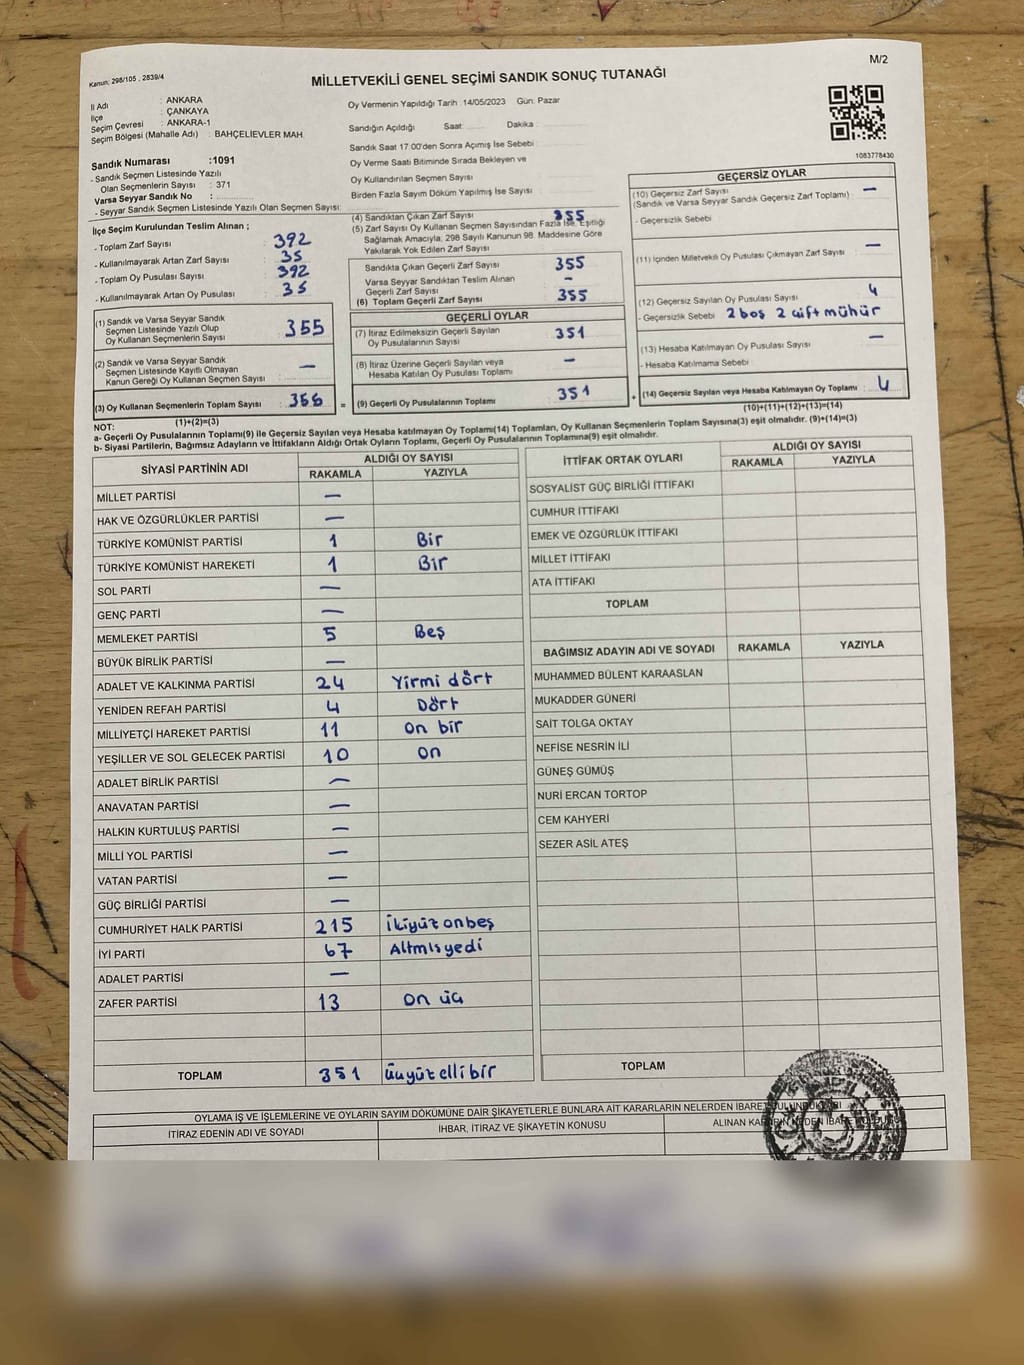 M/2
Kanun: 298/105 , 2839/4
MİLLETVEKİLİ GENEL SEÇİMİ SANDIK SONUÇ TUTANAĞI
İl Adı : ANKARA
İlçe : ÇANKAYA
Seçim Çevresi : ANKARA-1
Seçim Bölgesi (Mahalle Adı) : BAHÇELİEVLER MAH.
Sandık Numarası :1091
- Sandık Seçmen Listesinde Yazılı
Olan Seçmenlerin Sayısı : 371
Varsa Seyyar Sandık No :
- Seyyar Sandık Seçmen Listesinde Yazılı Olan Seçmen Sayısı:
Oy Vermenin Yapıldığı Tarih : 14/05/2023 Gün: Pazar
Sandığın Açıldığı Saat: Dakika :
Sandık Saat 17.00'den Sonra Açımış İse Sebebi :
Oy Verme Saati Bitiminde Sırada Bekleyen ve
Oy Kullandırılan Seçmen Sayısı
Birden Fazla Sayım Döküm Yapılmış İse Sayısı :
1083778430
İlçe Seçim Kurulundan Teslim Alınan ;
- Toplam Zarf Sayısı : 392
- Kullanılmayarak Artan Zarf Sayısı : 35
- Toplam Oy Pusulası Sayısı : 392
- Kullanılmayarak Artan Oy Pusulası : 35
(4) Sandıktan Çıkan Zarf Sayısı : 355
(5) Zarf Sayısı Oy Kullanan Seçmen Sayısından Fazla İse, Eşitliği
Sağlamak Amacıyla, 298 Sayılı Kanunun 98. Maddesine Göre
Yakılarak Yok Edilen Zarf Sayısı
Sandıkta Çıkan Geçerli Zarf Sayısı : 355
Varsa Seyyar Sandıktan Teslim Alınan
Geçerli Zarf Sayısı : –
(6) Toplam Geçerli Zarf Sayısı : 355
GEÇERSİZ OYLAR
(10) Geçersiz Zarf Sayısı : —
(Sandık ve Varsa Seyyar Sandık Geçersiz Zarf Toplamı)
- Geçersizlik Sebebi :
(11) İçinden Milletvekili Oy Pusulası Çıkmayan Zarf Sayısı : —
(12) Geçersiz Sayılan Oy Pusulası Sayısı : 4
- Geçersizlik Sebebi : 2 boş 2 çift mühür
(13) Hesaba Katılmayan Oy Pusulası Sayısı : —
- Hesaba Katılmama Sebebi :
(14) Geçersiz Sayılan veya Hesaba Katılmayan Oy Toplamı : 4
(10)+(11)+(12)+(13)=(14)
(1) Sandık ve Varsa Seyyar Sandık
Seçmen Listesinde Yazılı Olup
Oy Kullanan Seçmenlerin Sayısı : 355
(2) Sandık ve Varsa Seyyar Sandık
Seçmen Listesinde Kayıtlı Olmayan
Kanun Gereği Oy Kullanan Seçmen Sayısı : —
(3) Oy Kullanan Seçmenlerin Toplam Sayısı :
(1)+(2)=(3)
GEÇERLİ OYLAR
(7) İtiraz Edilmeksizin Geçerli Sayılan
Oy Pusulalarının Sayısı : 351
(8) İtiraz Üzerine Geçerli Sayılan veya
Hesaba Katılan Oy Pusulası Toplamı : —
= (9) Geçerli Oy Pusulalarının Toplamı : 351 +
NOT:
a- Geçerli Oy Pusulalarının Toplamı(9) ile Geçersiz Sayılan veya Hesaba katılmayan Oy Toplamı(14) Toplamları, Oy Kullanan Seçmenlerin Toplam Sayısına(3) eşit olmalıdır. (9)+(14)=(3)
b- Siyasi Partilerin, Bağımsız Adayların ve İttifakların Aldığı Ortak Oyların Toplamı, Geçerli Oy Pusulalarının Toplamına(9) eşit olmalıdır.
SİYASİ PARTİNİN ADI ALDIĞI OY SAYISI
RAKAMLA YAZIYLA
MİLLET PARTİSİ —
HAK VE ÖZGÜRLÜKLER PARTİSİ —
TÜRKİYE KOMÜNİST PARTİSİ 1 Bir
TÜRKİYE KOMÜNİST HAREKETİ 1 Bir
SOL PARTİ —
GENÇ PARTİ —
MEMLEKET PARTİSİ 5 Beş
BÜYÜK BİRLİK PARTİSİ —
ADALET VE KALKINMA PARTİSİ 24 Yirmi dört
YENİDEN REFAH PARTİSİ 4 Dört
MİLLİYETÇİ HAREKET PARTİSİ 11 On bir
YEŞİLLER VE SOL GELECEK PARTİSİ 10 On
ADALET BİRLİK PARTİSİ —
ANAVATAN PARTİSİ —
HALKIN KURTULUŞ PARTİSİ —
MİLLİ YOL PARTİSİ —
VATAN PARTİSİ —
GÜÇ BİRLİĞİ PARTİSİ —
CUMHURİYET HALK PARTİSİ 215 İkiyüz onbeş
İYİ PARTİ 67 Altmış yedi
ADALET PARTİSİ —
ZAFER PARTİSİ 13 On üç
TOPLAM 351 Üçyüz elli bir
İTTİFAK ORTAK OYLARI ALDIĞI OY SAYISI
RAKAMLA YAZIYLA
SOSYALİST GÜÇ BİRLİĞİ İTTİFAKI
CUMHUR İTTİFAKI
EMEK VE ÖZGÜRLÜK İTTİFAKI
MİLLET İTTİFAKI
ATA İTTİFAKI
TOPLAM
BAĞIMSIZ ADAYIN ADI VE SOYADI RAKAMLA YAZIYLA
MUHAMMED BÜLENT KARAASLAN
MUKADDER GÜNERİ
SAİT TOLGA OKTAY
NEFİSE NESRİN İLİ
GÜNEŞ GÜMÜŞ
NURİ ERCAN TORTOP
CEM KAHYERİ
SEZER ASİL ATEŞ
TOPLAM
OYLAMA İŞ VE İŞLEMLERİNE VE OYLARIN SAYIM DÖKÜMÜNE DAİR ŞİKAYETLERLE BUNLARA AİT KARARLARIN NELERDEN İBARET BULUNDUKLARI
İTİRAZ EDENİN ADI VE SOYADI İHBAR, İTİRAZ VE ŞİKAYETİN KONUSU ALINAN KARARIN NEDEN İBARET OLDUĞU